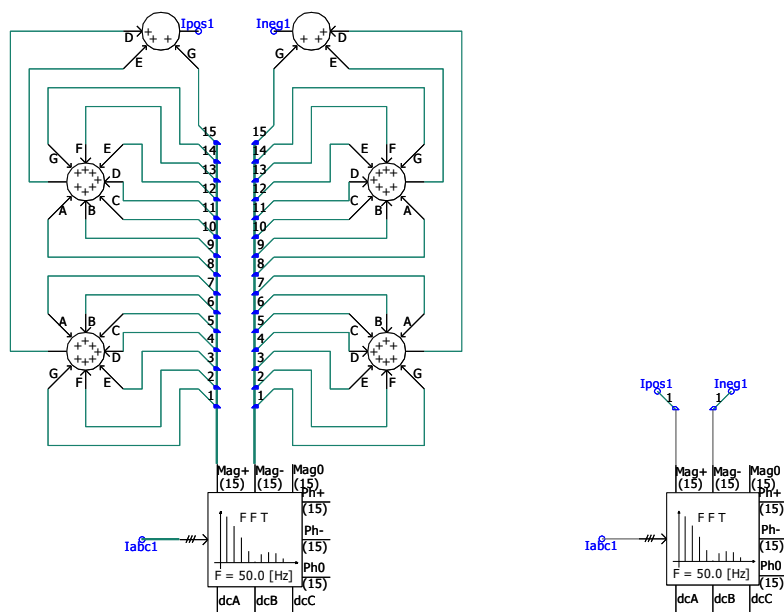 Ipos1 Ineg1
D D
E G G E
15 15
14 14
F E E F
13 13
G G
12 12
D D
11 11
C C
A B B A
10 10
9 9
8 8
7 7
6 6
A B B A
5 5
C C
4 4
D D
3 3
G F E E F G
2 2
1 1
Ipos1 Ineg1
1 1
Mag+ Mag- Mag0
(15) (15) (15)
Ph+
(15)
FFT
Ph-
(15)
Iabc1
Ph0
F = 50.0 [Hz]
(15)
dcA dcB dcC
Mag+ Mag- Mag0
(15) (15) (15)
Ph+
(15)
FFT
Ph-
(15)
Iabc1
Ph0
F = 50.0 [Hz]
(15)
dcA dcB dcC